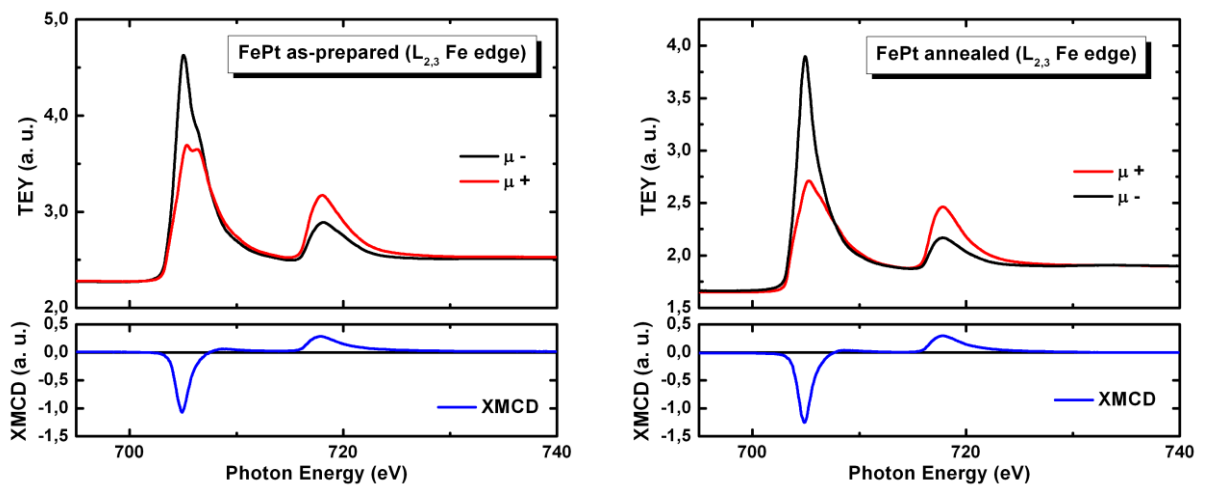 5,0
4,0
3,0
2,0
TEY (a. u.)
FePt as-prepared (L2,3 Fe edge)
μ -
μ +
0,5
0,0
-0,5
-1,0
-1,5
XMCD (a. u.)
XMCD
700 710 720 730 740
Photon Energy (eV)
4,0
3,5
3,0
2,5
2,0
1,5
TEY (a. u.)
FePt annealed (L2,3 Fe edge)
μ +
μ -
0,5
0,0
-0,5
-1,0
-1,5
XMCD (a. u.)
XMCD
700 720 740
Photon Energy (eV)